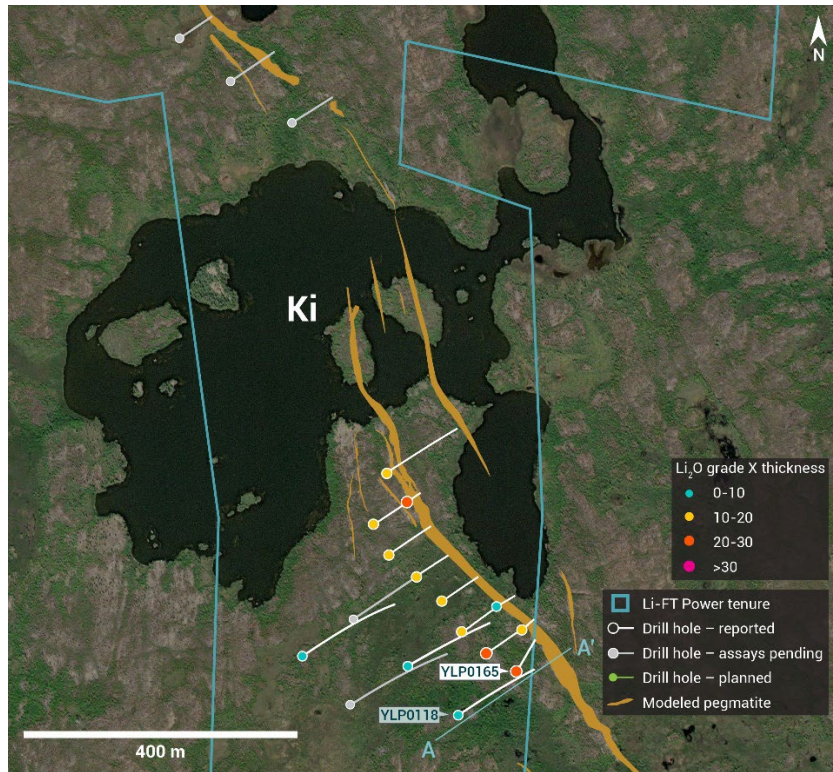 N
Ki
Li₂O grade X thickness
0-10
10-20
20-30
>30
Li-FT Power tenure
Drill hole – reported
Drill hole – assays pending
Drill hole – planned
Modeled pegmatite
A'
YLP0165
YLP0118
A
400 m